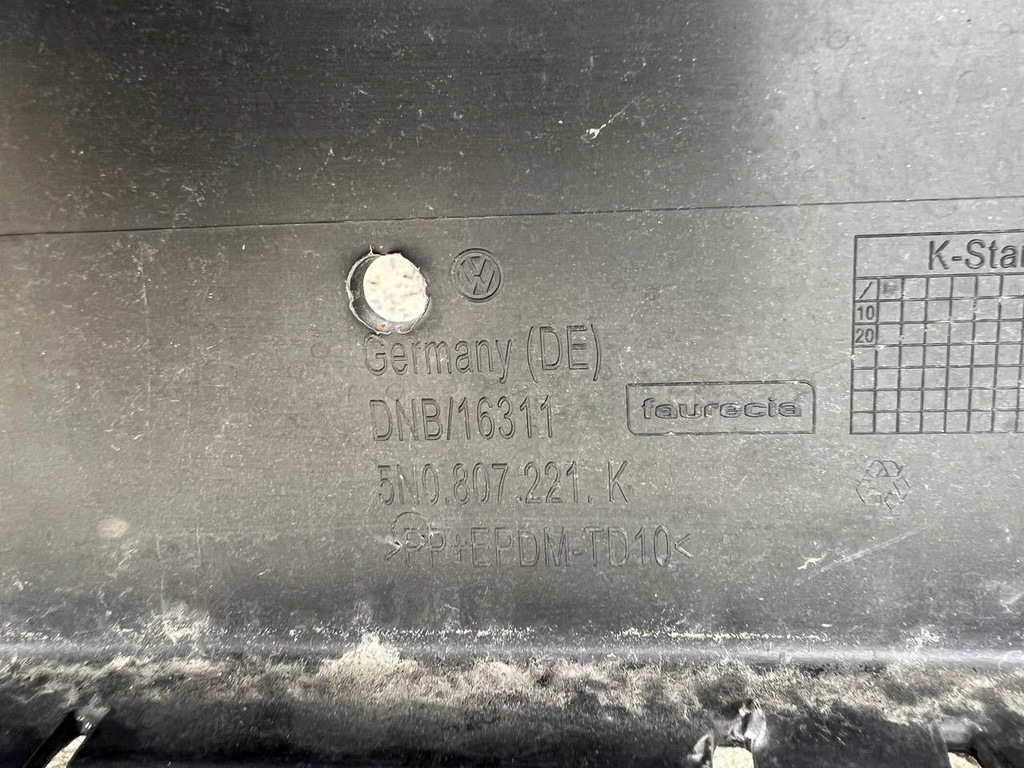 K-Sta
/
10
20
Germany (DE)
DNB/16311
faurecia
5N0.807.221. K
>PP+EPDM-TD10<